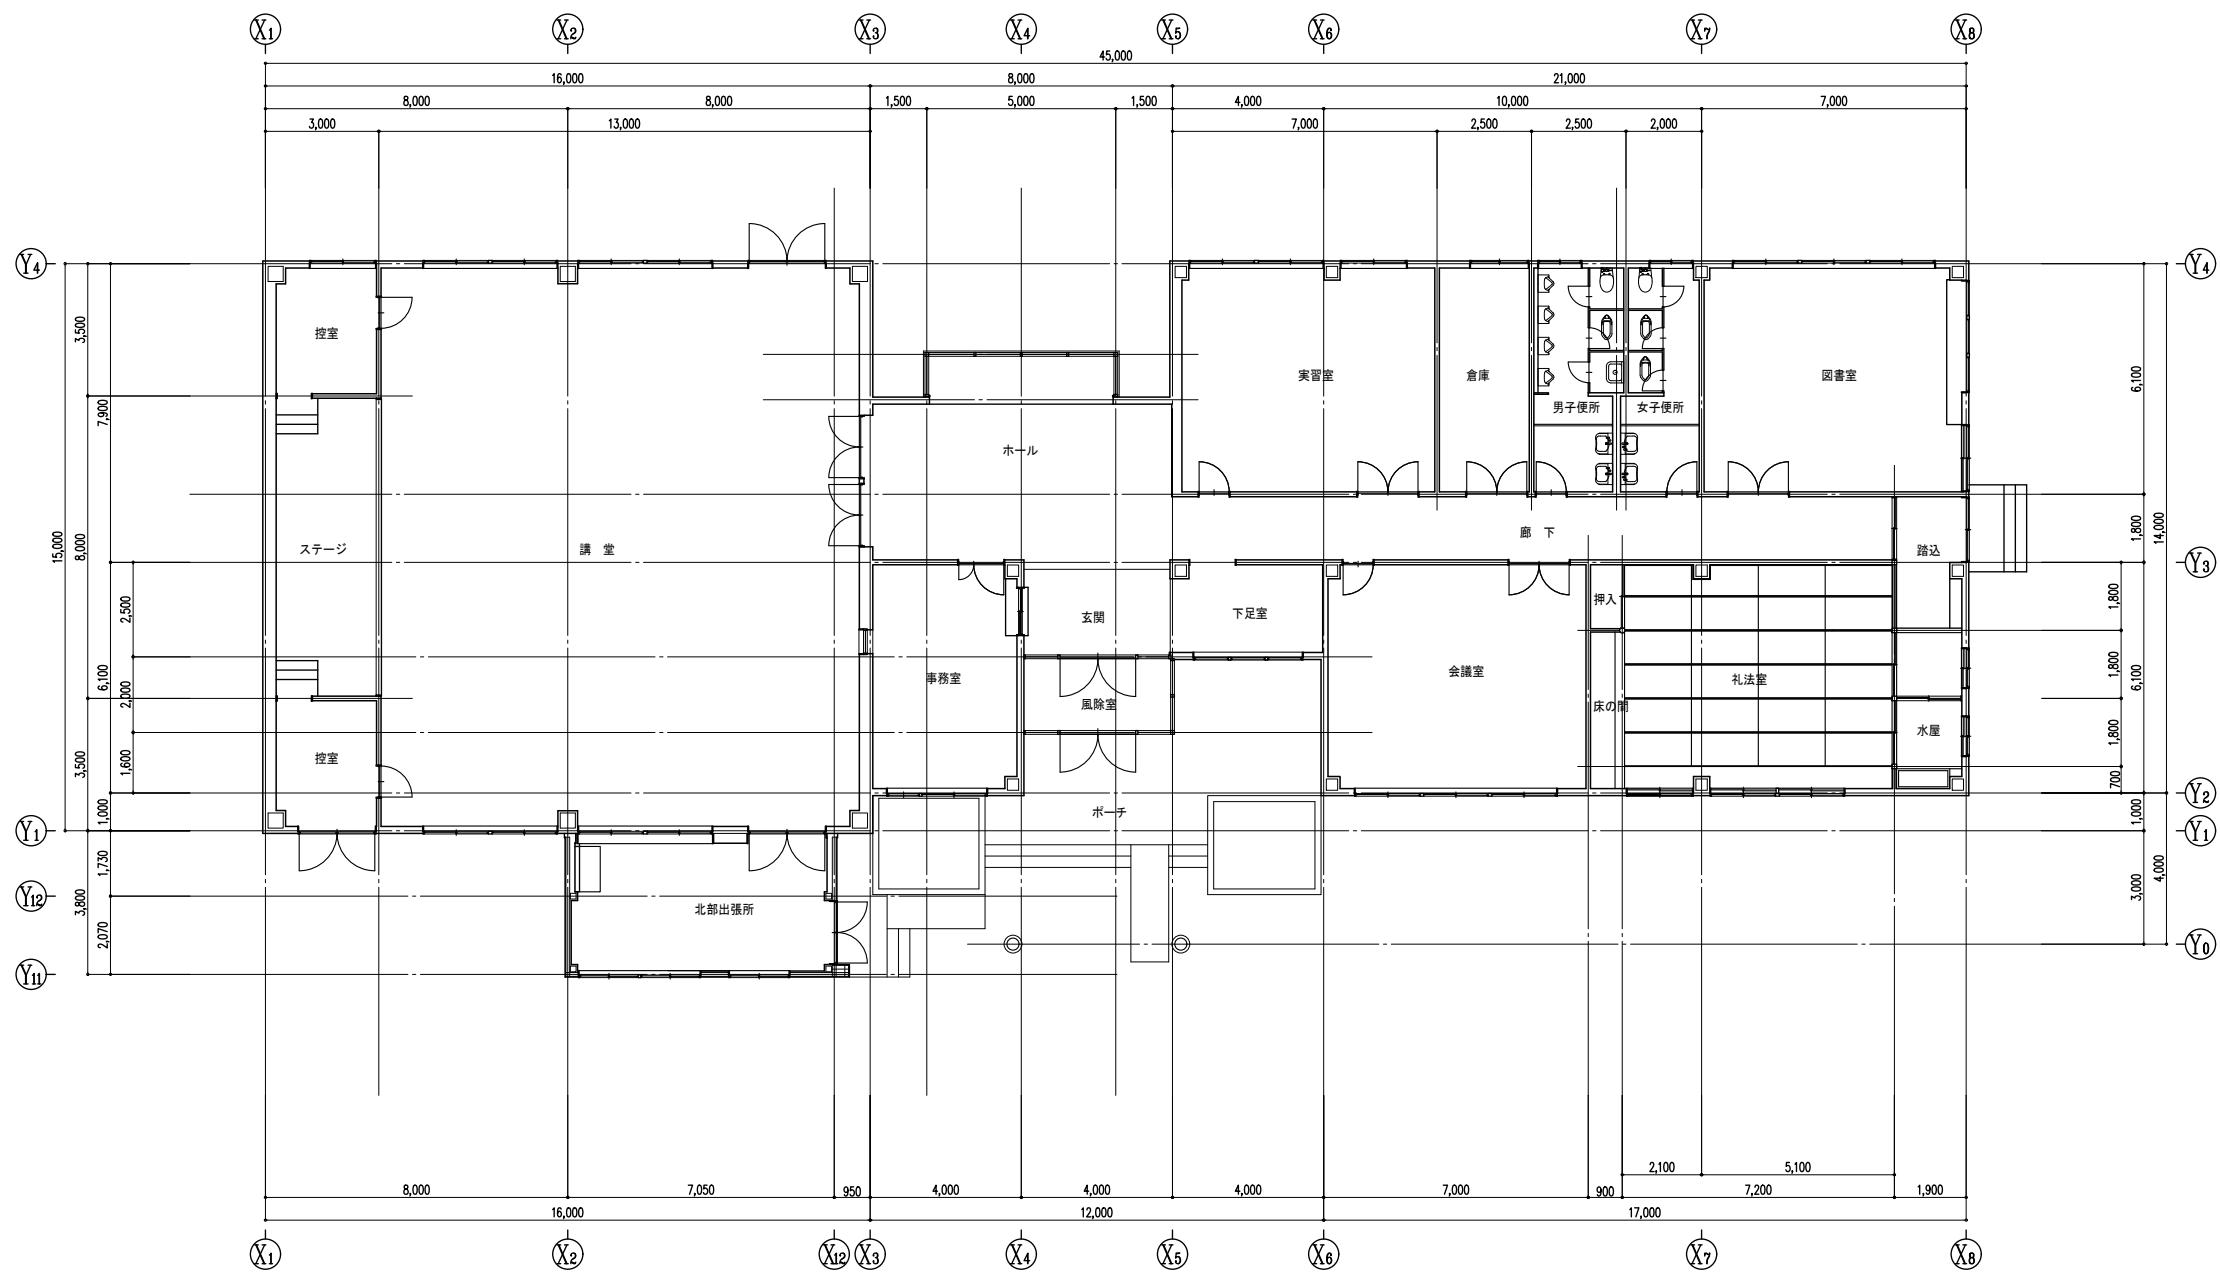 X1 X2 X3 X4 X5 X6 X7 X8
45,000
16,000 8,000 21,000
8,000 8,000 1,500 5,000 1,500 4,000 10,000 7,000
3,000 13,000 7,000 2,500 2,500 2,000
Y4 Y4
3,500 控室
7,900
実習室 倉庫 図書室 6,100
男子便所 女子便所
ホール
15,000 8,000 ステージ 講 堂 廊 下 踏込 1,800 14,000
Y3
2,500 玄関 下足室 押入 1,800
6,100 2,000 事務室 風除室 会議室 床の間 礼法室 1,800 6,100
3,500 1,600 控室 水屋 1,800
700
Y2
1,000 ポーチ 1,000
Y1 Y1
1,730
Y12 3,800 北部出張所 3,000 4,000
2,070
Y0
Y11
2,100 5,100
8,000 7,050 950 4,000 4,000 4,000 7,000 900 7,200 1,900
16,000 12,000 17,000
X1 X2 X12 X3 X4 X5 X6 X7 X8